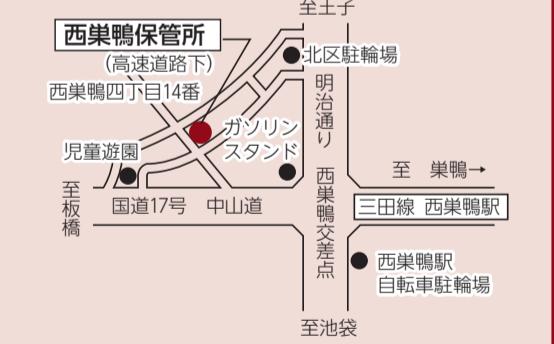 至王子
西巣鴨保管所
(高速道路下)
西巣鴨四丁目14番
北区駐輪場
明治通り
ガソリン
スタンド
児童遊園
至板橋
国道17号 中山道
西巣鴨交差点
至 巣鴨→
三田線 西巣鴨駅
西巣鴨駅
自転車駐輪場
至池袋